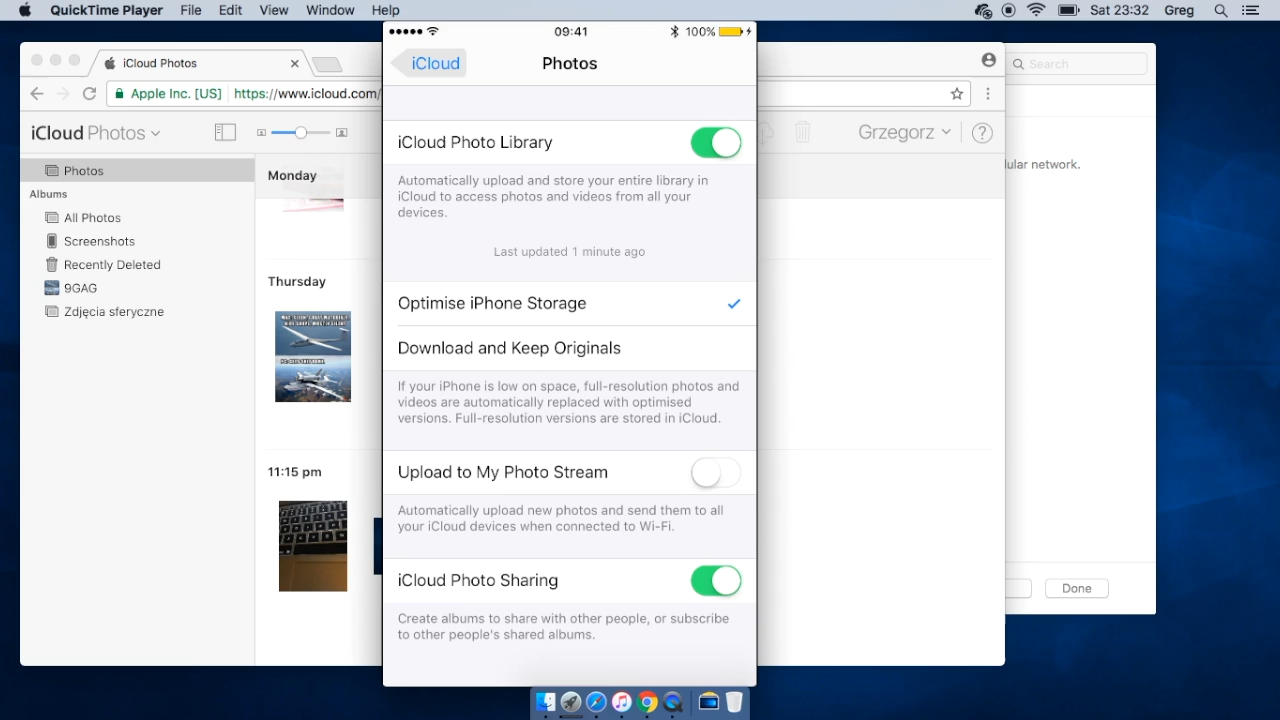 QuickTime Player File Edit View Window Help Sat 23:32 Greg
iCloud Photos
Apple Inc. [US] https://www.icloud.com/
iCloud Photos
Grzegorz
Search
Photos
Albums
All Photos
Screenshots
Recently Deleted
9GAG
Zdjęcia sferyczne
Monday
Thursday
11:15 pm
09:41 100%
iCloud Photos
iCloud Photo Library
Automatically upload and store your entire library in
iCloud to access photos and videos from all your
devices.
Last updated 1 minute ago
Optimise iPhone Storage
Download and Keep Originals
If your iPhone is low on space, full-resolution photos and
videos are automatically replaced with optimised
versions. Full-resolution versions are stored in iCloud.
Upload to My Photo Stream
Automatically upload new photos and send them to all
your iCloud devices when connected to Wi-Fi.
iCloud Photo Sharing
Create albums to share with other people, or subscribe
to other people's shared albums.
network.
Done